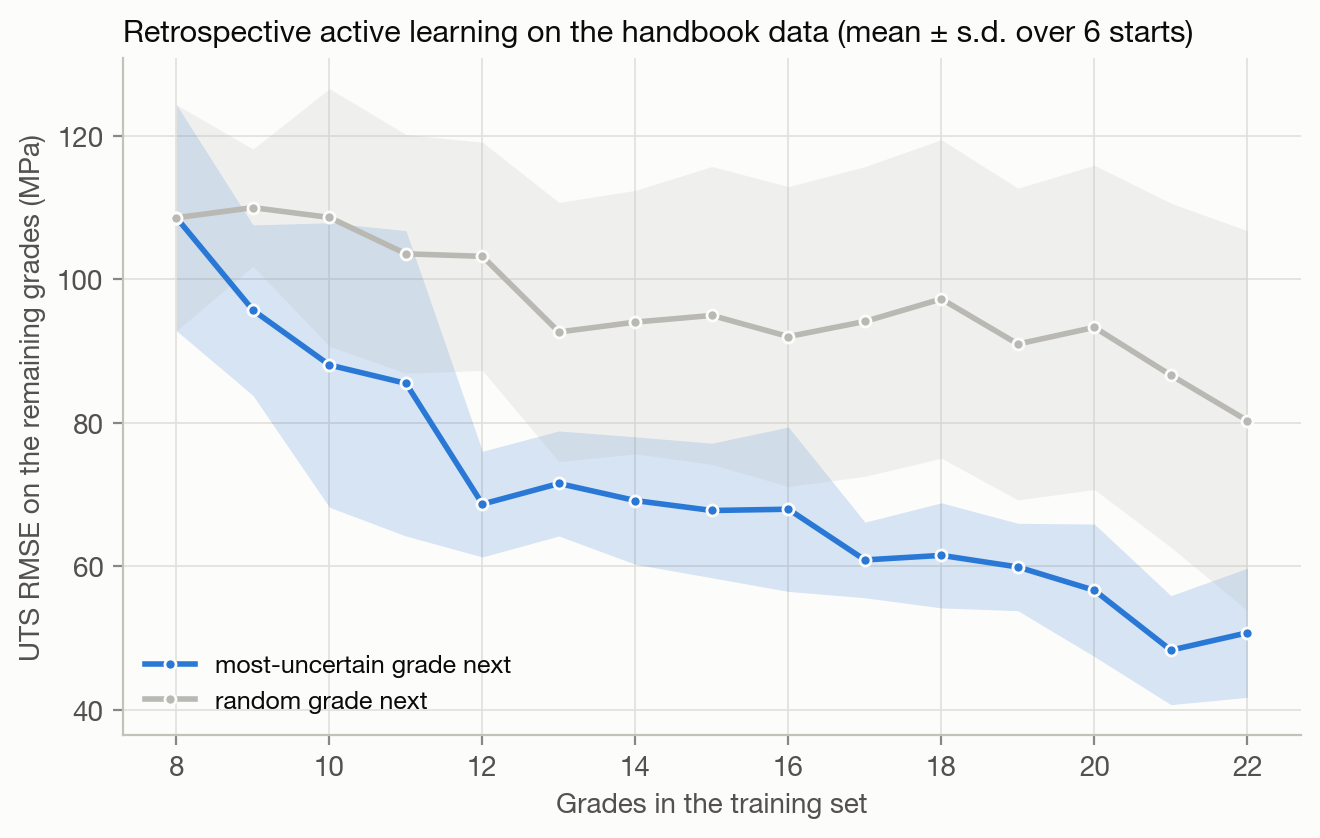 Retrospective active learning on the handbook data (mean ± s.d. over 6 starts)
UTS RMSE on the remaining grades (MPa)
120
100
80
60
40
most-uncertain grade next
random grade next
8 10 12 14 16 18 20 22
Grades in the training set